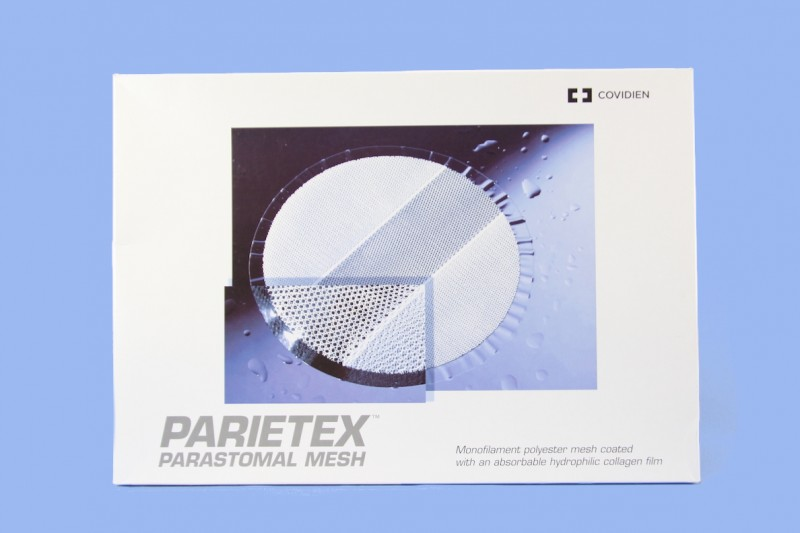 COVIDIEN
PARIETEX™
PARASTOMAL MESH
Monofilament polyester mesh coated
with an absorbable hydrophilic collagen film